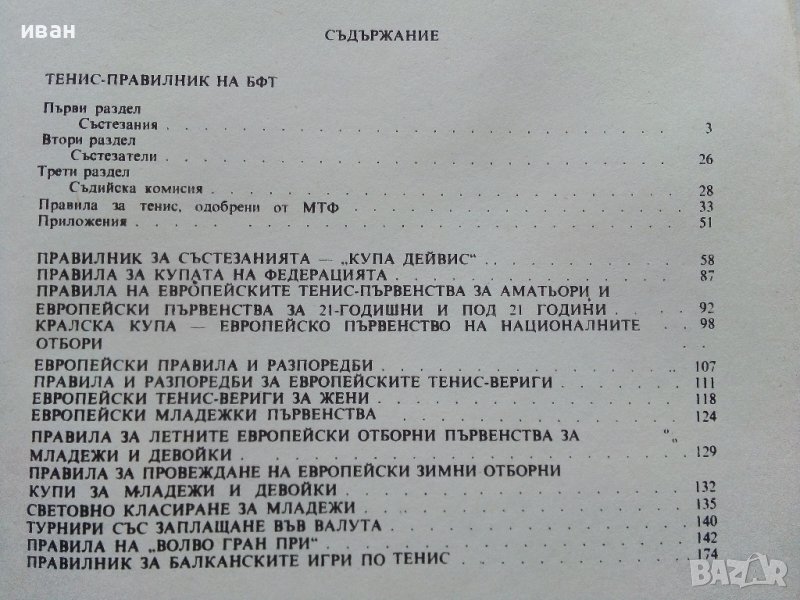 иван
СЪДЪРЖАНИЕ
ТЕНИС-ПРАВИЛНИК НА БФТ
Първи раздел
Състезания . . . . . . . . . . 3
Втори раздел
Състезатели . . . . . . . . . . 26
Трети раздел
Съдийска комисия . . . . . . . . . . 28
Правила за тенис, одобрени от МТФ . . . . . . . . . . 33
Приложения . . . . . . . . . . 51
ПРАВИЛНИК ЗА СЪСТЕЗАНИЯТА — „КУПА ДЕЙВИС“ . . . . . . . . . . 58
ПРАВИЛА ЗА КУПАТА НА ФЕДЕРАЦИЯТА . . . . . . . . . . 87
ПРАВИЛА НА ЕВРОПЕЙСКИТЕ ТЕНИС-ПЪРВЕНСТВА ЗА АМАТЬОРИ И
ЕВРОПЕЙСКИ ПЪРВЕНСТВА ЗА 21-ГОДИШНИ И ПОД 21 ГОДИНИ . . . . 92
КРАЛСКА КУПА — ЕВРОПЕЙСКО ПЪРВЕНСТВО НА НАЦИОНАЛНИТЕ 98
ОТБОРИ
ЕВРОПЕЙСКИ ПРАВИЛА И РАЗПОРЕДБИ . . . . . . . . . . 107
ПРАВИЛА И РАЗПОРЕДБИ ЗА ЕВРОПЕЙСКИТЕ ТЕНИС-ВЕРИГИ . . . . . 111
ЕВРОПЕЙСКИ ТЕНИС-ВЕРИГИ ЗА ЖЕНИ . . . . . . . . . . 118
ЕВРОПЕЙСКИ МЛАДЕЖКИ ПЪРВЕНСТВА . . . . . . . . . . 124
ПРАВИЛА ЗА ЛЕТНИТЕ ЕВРОПЕЙСКИ ОТБОРНИ ПЪРВЕНСТВА ЗА "„
МЛАДЕЖИ И ДЕВОЙКИ . . . . . . . . . . 129
ПРАВИЛА ЗА ПРОВЕЖДАНЕ НА ЕВРОПЕЙСКИ ЗИМНИ ОТБОРНИ
КУПИ ЗА МЛАДЕЖИ И ДЕВОЙКИ . . . . . . . . . . 132
СВЕТОВНО КЛАСИРАНЕ ЗА МЛАДЕЖИ . . . . . . . . . . 135
ТУРНИРИ СЪС ЗАПЛАЩАНЕ ВЪВ ВАЛУТА . . . . . . . . . . 140
ПРАВИЛА НА „ВОЛВО ГРАН ПРИ“ . . . . . . . . . . 142
ПРАВИЛНИК ЗА БАЛКАНСКИТЕ ИГРИ ПО ТЕНИС . . . . . . . . . . 174
BAZAR